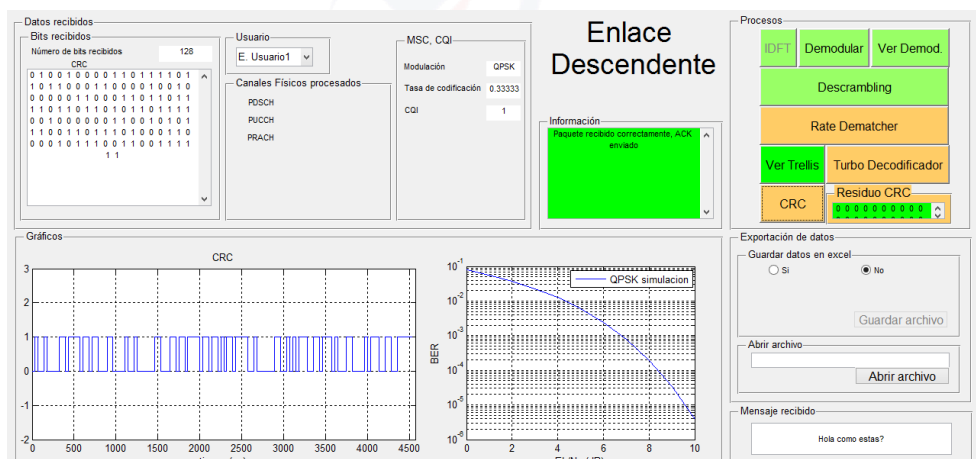 Datos recibidos
Bits recibidos
Número de bits recibidos 128
CRC
0 1 0 0 1 0 0 0 0 1 1 0 1 1 1 1 0 1
1 0 1 1 0 0 0 1 1 0 0 0 0 1 0 0 1 0
0 0 0 0 0 1 1 0 0 0 1 1 0 1 0 0 1 1
1 1 0 1 1 0 1 1 0 1 0 1 1 0 1 1 1 1
0 0 1 0 0 0 0 0 0 1 1 0 0 1 0 1 0 1
1 1 0 0 1 1 0 1 1 1 0 1 0 0 0 1 1 0
0 0 0 1 0 1 1 1 0 0 1 1 0 0 1 1 1 1
1 1
Usuario
E. Usuario1
Canales Físicos procesados
PDSCH
PUCCH
PRACH
MSC, CQI
Modulación QPSK
Tasa de codificación 0.33333
CQI 1
Enlace
Descendente
Información
Paquete recibido correctamente, ACK
enviado
Procesos
IDFT Demodular Ver Demod.
Descrambling
Rate Dematcher
Ver Trellis Turbo Decodificador
CRC
Residuo CRC
0 0 0 0 0 0 0 0 0 0
Gráficos
CRC
3
2
1
0
-1
-2
0 500 1000 1500 2000 2500 3000 3500 4000 4500
QPSK simulacion
BER
10^-1
10^-2
10^-3
10^-4
10^-5
10^-6
0 2 4 6 8 10
Exportación de datos
Guardar datos en excel
Si No
Guardar archivo
Abrir archivo
Abrir archivo
Mensaje recibido
Hola como estas?